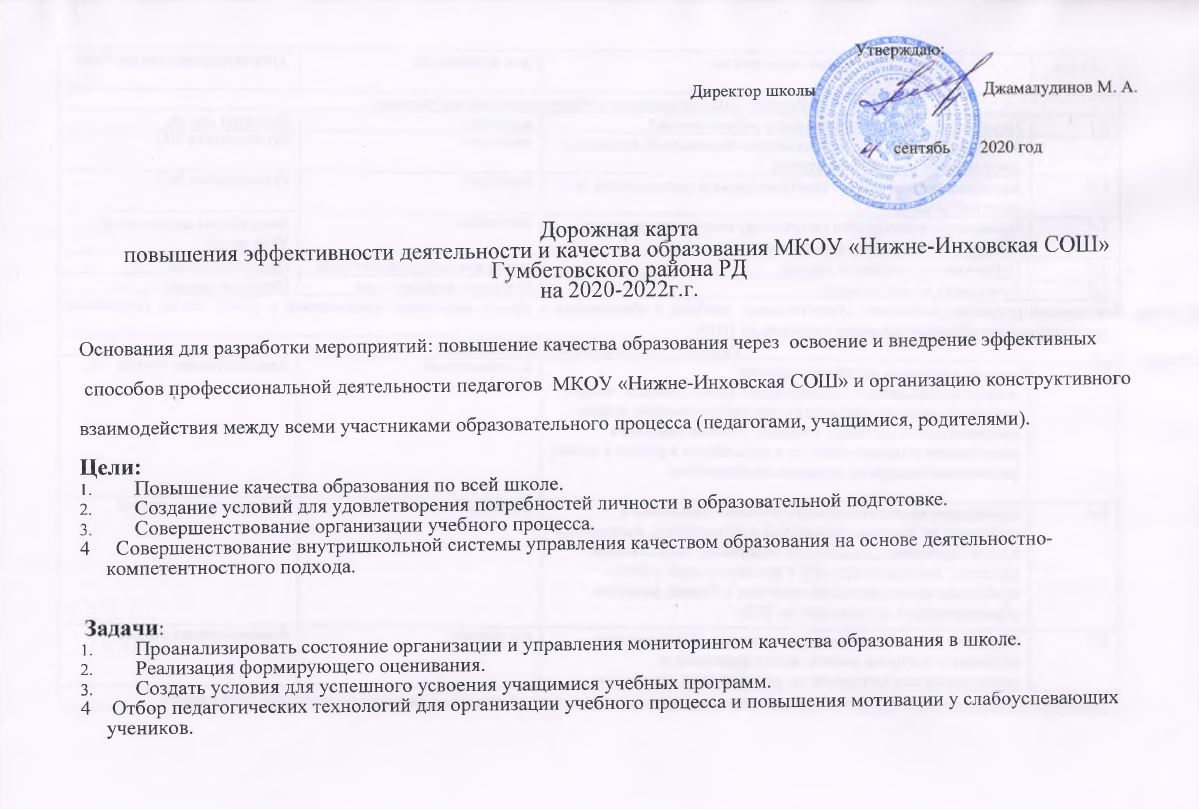 Утверждаю:
Директор школы Джамалудинов М. А.
сентябь 2020 год
Дорожная карта
повышения эффективности деятельности и качества образования МКОУ «Нижне-Инховская СОШ»
Гумбетовского района РД
на 2020-2022г.г.
Основания для разработки мероприятий: повышение качества образования через освоение и внедрение эффективных
способов профессиональной деятельности педагогов МКОУ «Нижне-Инховская СОШ» и организацию конструктивного
взаимодействия между всеми участниками образовательного процесса (педагогами, учащимися, родителями).
Цели:
1. Повышение качества образования по всей школе.
2. Создание условий для удовлетворения потребностей личности в образовательной подготовке.
3. Совершенствование организации учебного процесса.
4 Совершенствование внутришкольной системы управления качеством образования на основе деятельностно-
компетентностного подхода.
Задачи:
1. Проанализировать состояние организации и управления мониторингом качества образования в школе.
2. Реализация формирующего оценивания.
3. Создать условия для успешного усвоения учащимися учебных программ.
4 Отбор педагогических технологий для организации учебного процесса и повышения мотивации у слабоуспевающих
учеников.